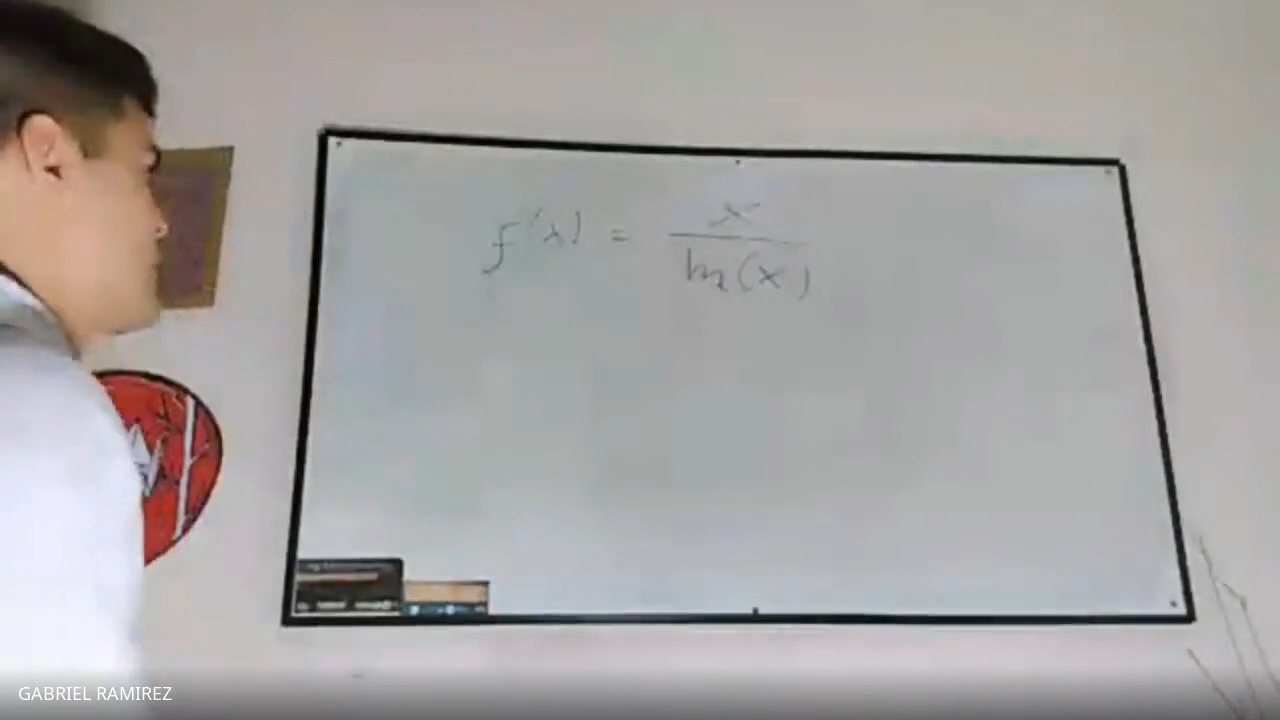 f(x) = x / ln(x)
GABRIEL RAMIREZ